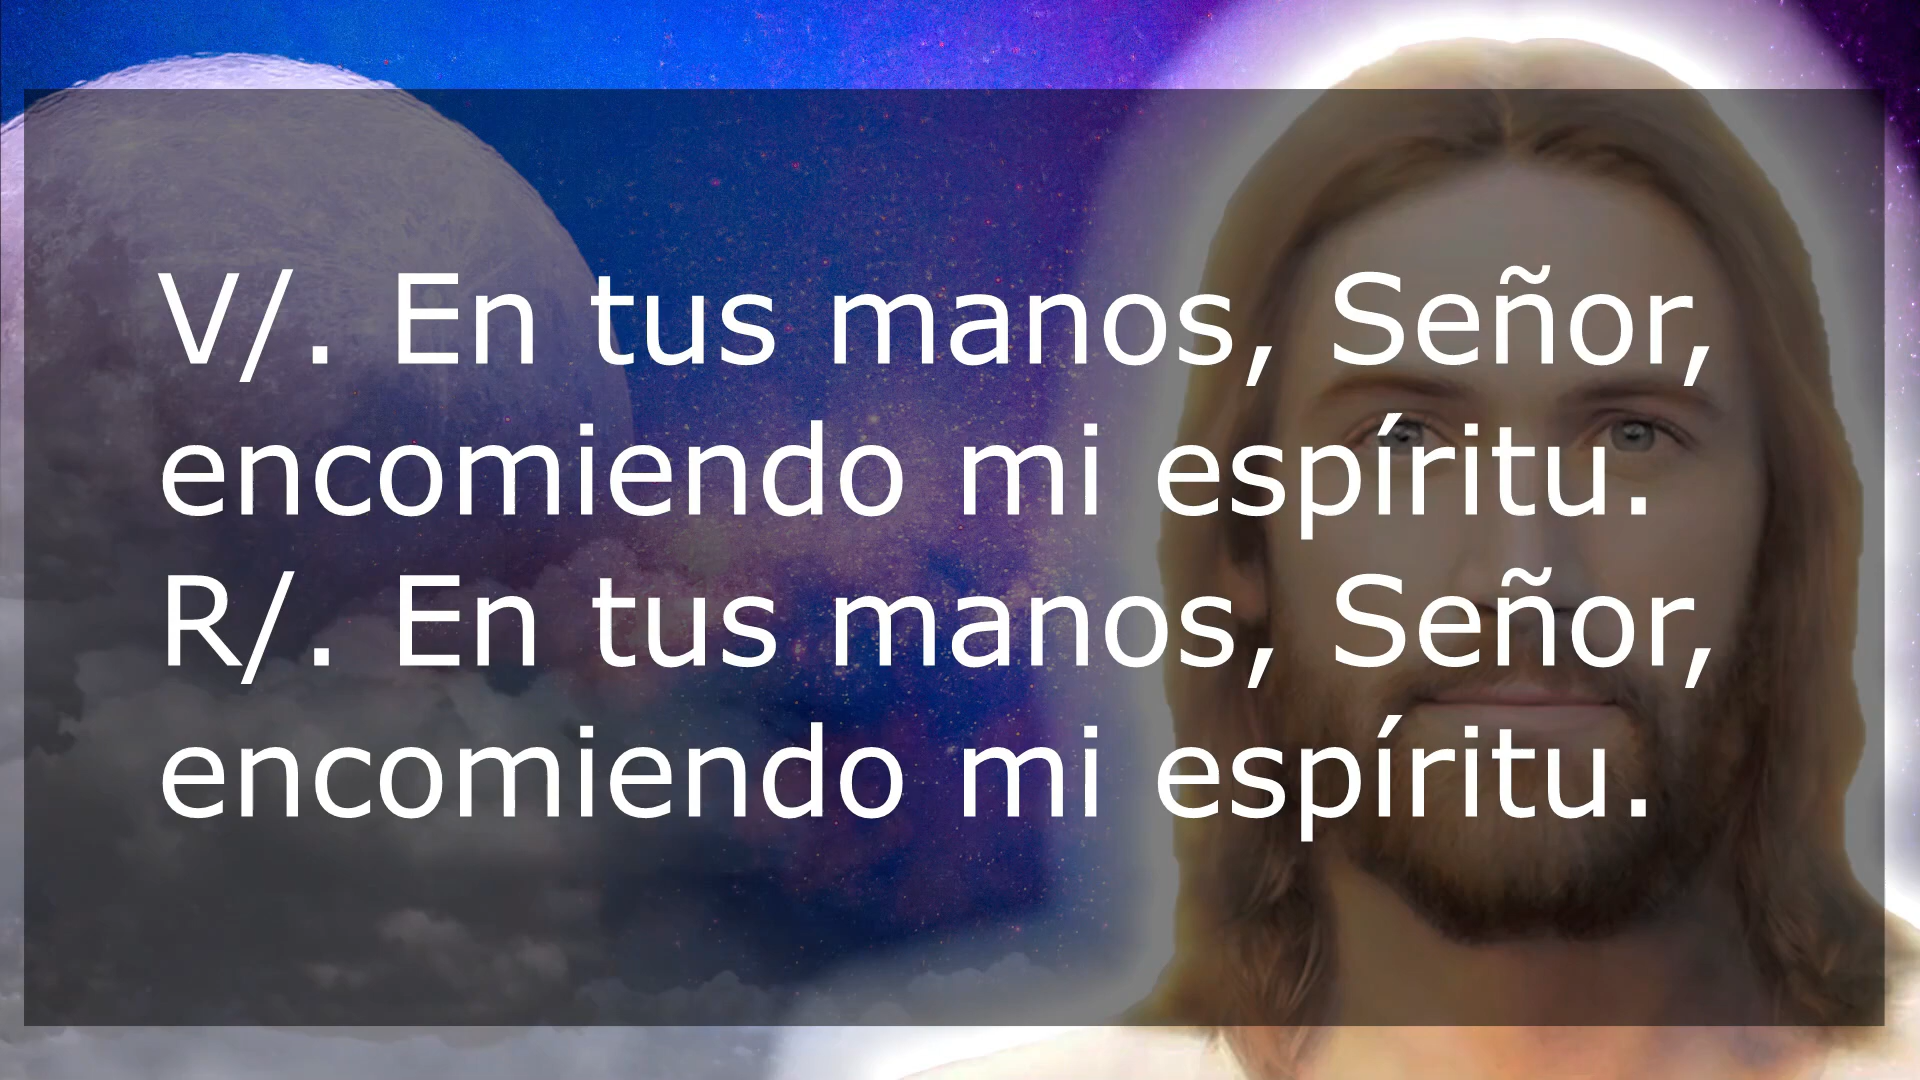 V/. En tus manos, Señor,
encomiendo mi espíritu.
R/. En tus manos, Señor,
encomiendo mi espíritu.